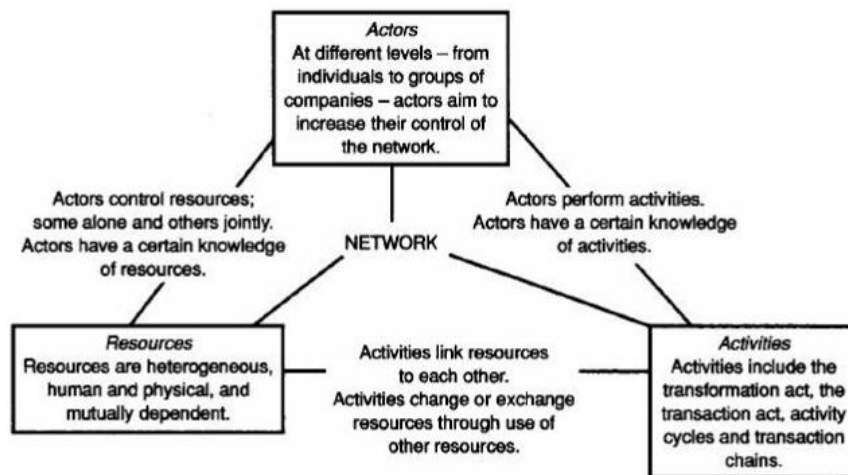 Actors
At different levels – from
individuals to groups of
companies – actors aim to
increase their control of
the network.
Actors control resources;
some alone and others jointly.
Actors have a certain knowledge
of resources.
Actors perform activities.
Actors have a certain knowledge
of activities.
NETWORK
Resources
Resources are heterogeneous,
human and physical, and
mutually dependent.
Activities link resources
to each other.
Activities change or exchange
resources through use of
other resources.
Activities
Activities include the
transformation act, the
transaction act, activity
cycles and transaction
chains.